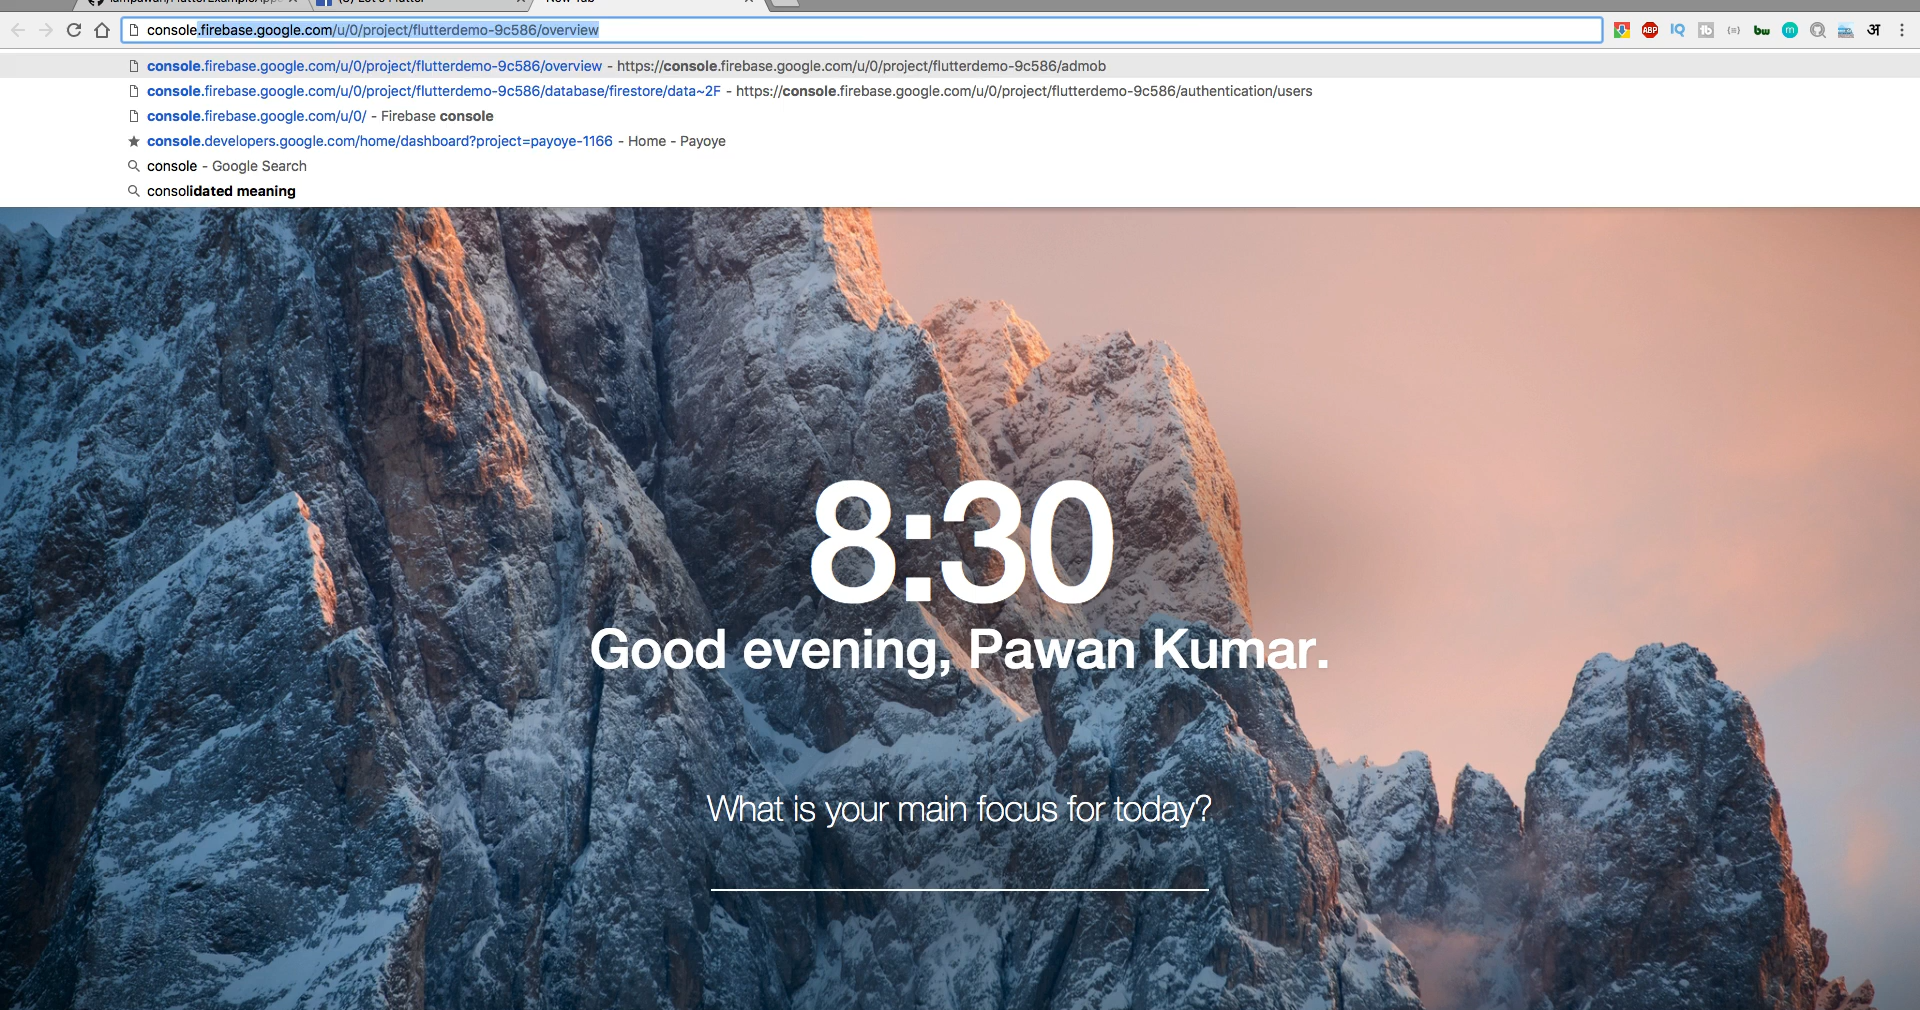 console.firebase.google.com/u/0/project/flutterdemo-9c586/overview
ABP IQ bw m अ
console.firebase.google.com/u/0/project/flutterdemo-9c586/overview - https://console.firebase.google.com/u/0/project/flutterdemo-9c586/admob
console.firebase.google.com/u/0/project/flutterdemo-9c586/database/firestore/data~2F - https://console.firebase.google.com/u/0/project/flutterdemo-9c586/authentication/users
console.firebase.google.com/u/0/ - Firebase console
console.developers.google.com/home/dashboard?project=payoye-1166 - Home - Payoye
console - Google Search
consolidated meaning
8:30
Good evening, Pawan Kumar.
What is your main focus for today?